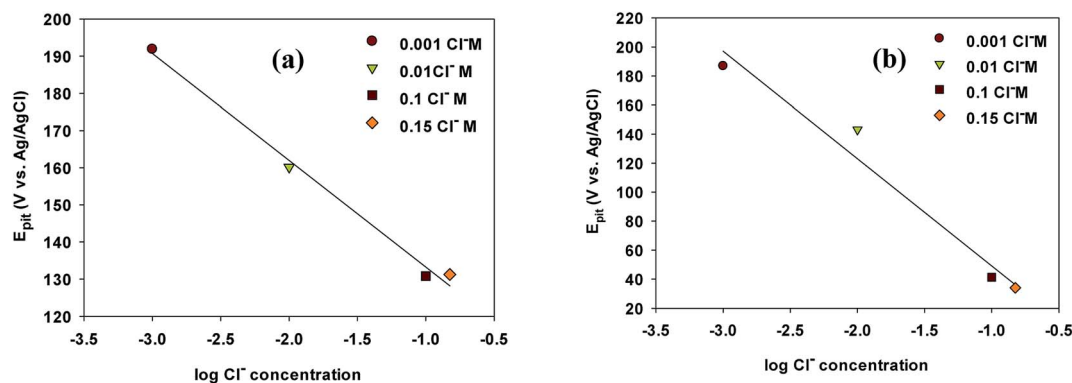 (a)
E_pit (V vs. Ag/AgCl)
200
190
180
170
160
150
140
130
120
-3.5 -3.0 -2.5 -2.0 -1.5 -1.0 -0.5
log Cl⁻ concentration
0.001 Cl⁻M
0.01Cl⁻ M
0.1 Cl⁻ M
0.15 Cl⁻ M
(b)
E_pit (V vs. Ag/AgCl)
220
200
180
160
140
120
100
80
60
40
20
-3.5 -3.0 -2.5 -2.0 -1.5 -1.0 -0.5
log Cl⁻ concentration
0.001 Cl⁻M
0.01 Cl⁻M
0.1 Cl⁻M
0.15 Cl⁻M